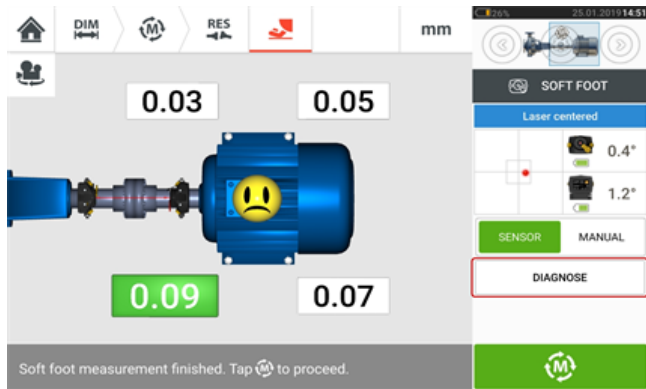 DIM
M
RES
mm
26%
25.01.2019 14:51
0.03
0.05
0.09
0.07
SOFT FOOT
Laser centered
0.4°
1.2°
SENSOR
MANUAL
DIAGNOSE
Soft foot measurement finished. Tap M to proceed.
M